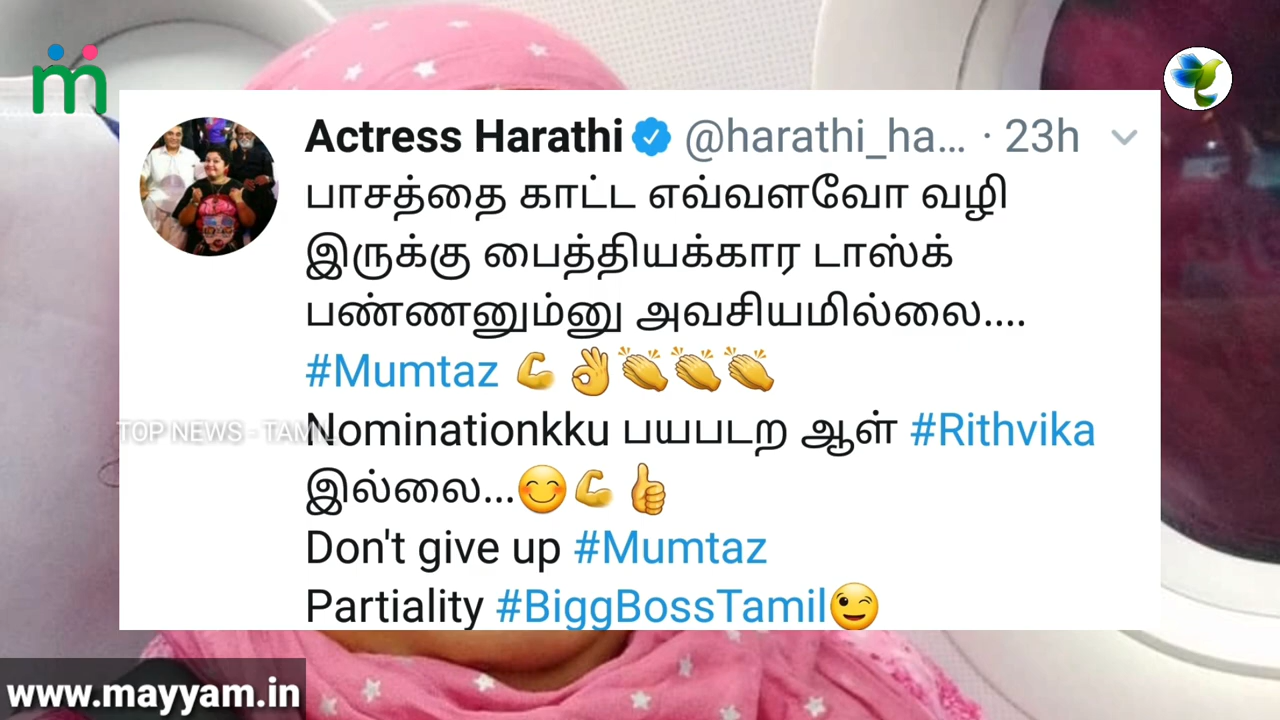 Actress Harathi @harathi_ha... · 23h
பாசத்தை காட்ட எவ்வளவோ வழி
இருக்கு பைத்தியக்கார டாஸ்க்
பண்ணனும்னு அவசியமில்லை....
#Mumtaz 💪👌👏👏👏
TOP NEWS - TAMIL
Nominationkku பயபடற ஆள் #Rithvika
இல்லை...😊💪👍
Don't give up #Mumtaz
Partiality #BiggBossTamil😉
www.mayyam.in